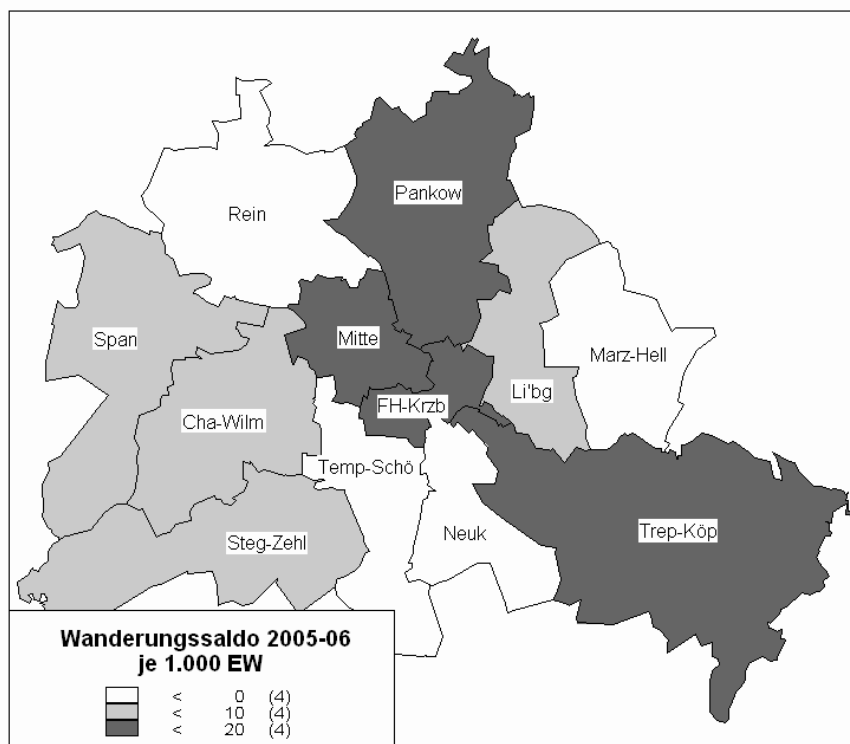 Pankow
Rein
Span
Mitte
Marz-Hell
Li'bg
FH-Krzb
Cha-Wilm
Temp-Schö
Trep-Köp
Neuk
Steg-Zehl
Wanderungssaldo 2005-06
je 1.000 EW
< 0 (4)
< 10 (4)
< 20 (4)